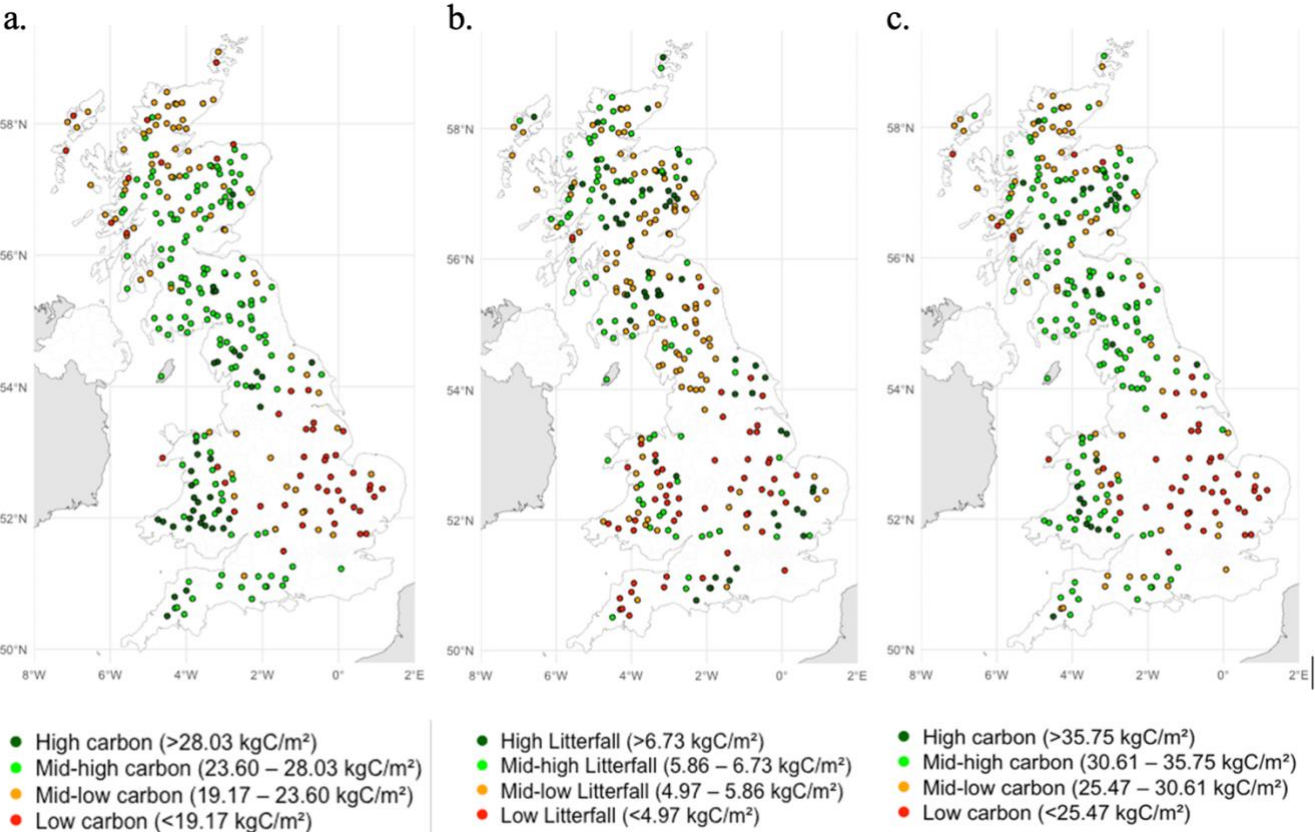 a.
b.
c.
58°N
56°N
54°N
52°N
50°N
8°W 6°W 4°W 2°W 0° 2°E
58°N
56°N
54°N
52°N
50°N
8°W 6°W 4°W 2°W 0° 2°E
58°N
56°N
54°N
52°N
50°N
8°W 6°W 4°W 2°W 0° 2°E
High carbon (>28.03 kgC/m²)
Mid-high carbon (23.60 – 28.03 kgC/m²)
Mid-low carbon (19.17 – 23.60 kgC/m²)
Low carbon (<19.17 kgC/m²)
High Litterfall (>6.73 kgC/m²)
Mid-high Litterfall (5.86 – 6.73 kgC/m²)
Mid-low Litterfall (4.97 – 5.86 kgC/m²)
Low Litterfall (<4.97 kgC/m²)
High carbon (>35.75 kgC/m²)
Mid-high carbon (30.61 – 35.75 kgC/m²)
Mid-low carbon (25.47 – 30.61 kgC/m²)
Low carbon (<25.47 kgC/m²)